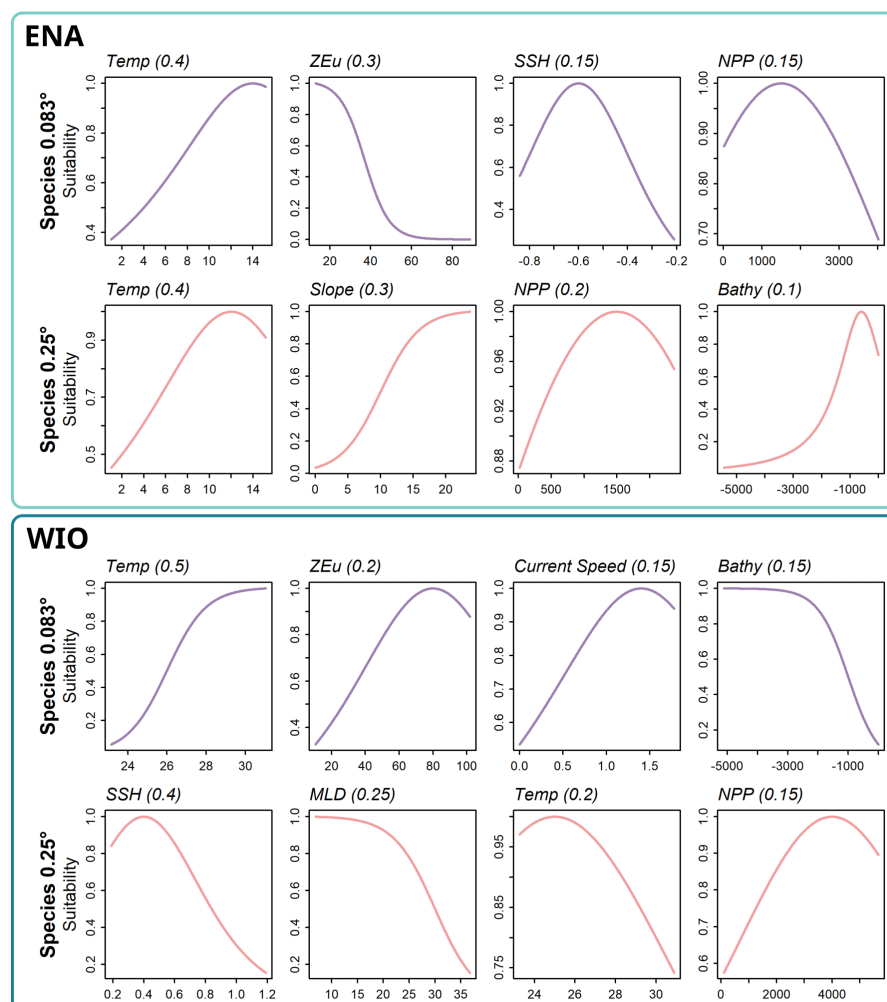 ENA
Temp (0.4)
ZEu (0.3)
SSH (0.15)
NPP (0.15)
Species 0.083°
Suitability
0.4 0.6 0.8 1.0
2 4 6 8 10 12 14
0.0 0.2 0.4 0.6 0.8 1.0
20 40 60 80
0.4 0.6 0.8 1.0
-0.8 -0.6 -0.4 -0.2
0.70 0.80 0.90 1.00
0 1000 3000
Temp (0.4)
Slope (0.3)
NPP (0.2)
Bathy (0.1)
Species 0.25°
Suitability
0.5 0.7 0.9
2 4 6 8 10 12 14
0.0 0.2 0.4 0.6 0.8 1.0
0 5 10 15 20
0.88 0.92 0.96 1.00
0 500 1500
0.2 0.4 0.6 0.8 1.0
-5000 -3000 -1000
WIO
Temp (0.5)
ZEu (0.2)
Current Speed (0.15)
Bathy (0.15)
Species 0.083°
Suitability
0.2 0.4 0.6 0.8 1.0
24 26 28 30
0.4 0.6 0.8 1.0
20 40 60 80 100
0.6 0.7 0.8 0.9 1.0
0.0 0.5 1.0 1.5
0.2 0.4 0.6 0.8 1.0
-5000 -3000 -1000
SSH (0.4)
MLD (0.25)
Temp (0.2)
NPP (0.15)
Species 0.25°
Suitability
0.2 0.4 0.6 0.8 1.0
0.2 0.4 0.6 0.8 1.0 1.2
0.2 0.4 0.6 0.8 1.0
10 15 20 25 30 35
0.75 0.85 0.95
24 26 28 30
0.6 0.7 0.8 0.9 1.0
0 2000 4000